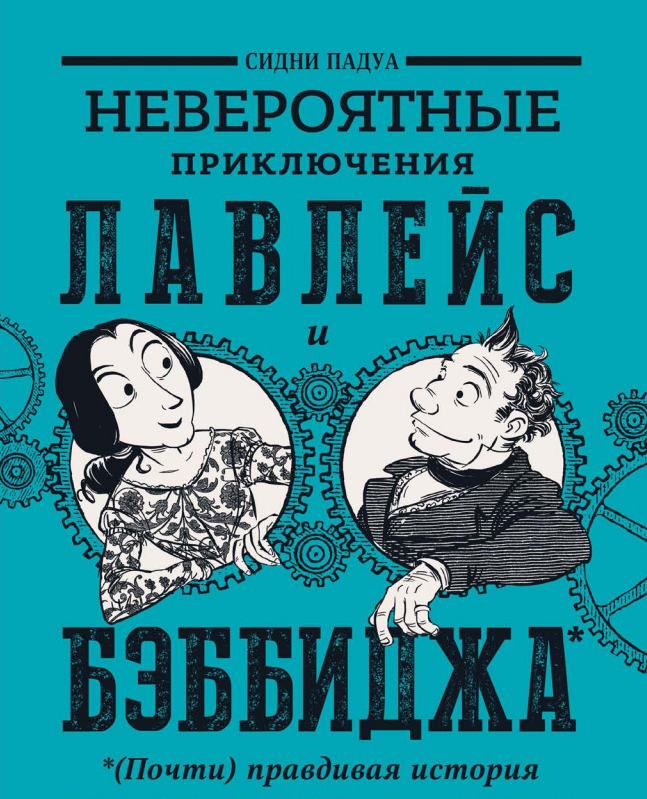 СИДНИ ПАДУА
НЕВЕРОЯТНЫЕ
ПРИКЛЮЧЕНИЯ
ЛАВЛЕЙС
и
БЭББИДЖА*
*(Почти) правдивая история